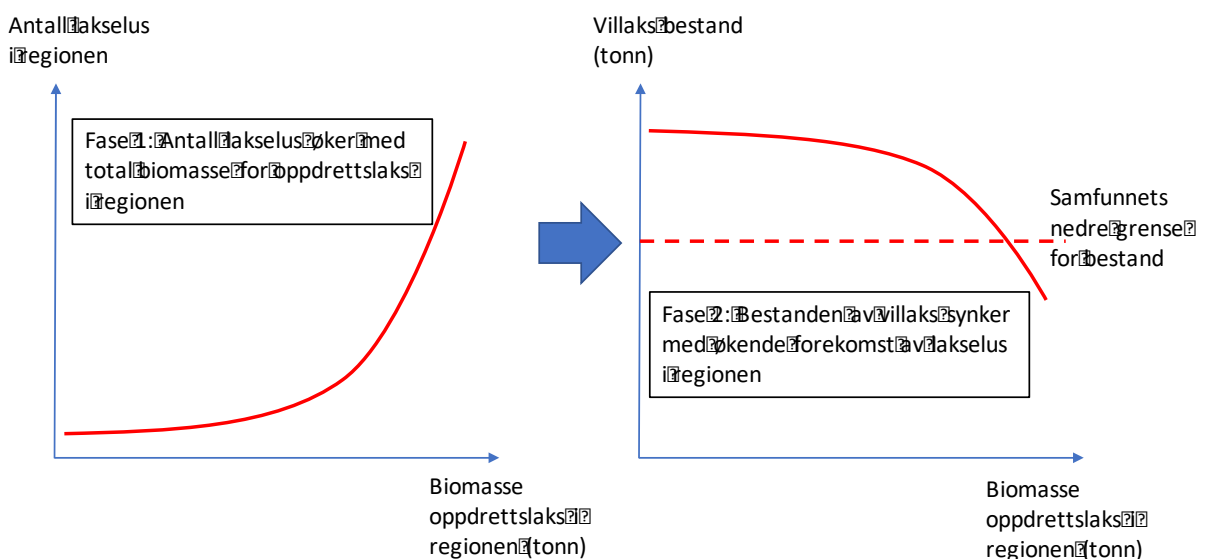 Antall lakselus
i regionen
Fase 1: Antall lakselus øker med
total biomasse for oppdrettslaks
i regionen
Biomasse
oppdrettslaks i
regionen (tonn)
Villaks bestand
(tonn)
Samfunnets
nedre grense
for bestand
Fase 2: Bestanden av villaks synker
med økende forekomst av lakselus
i regionen
Biomasse
oppdrettslaks i
regionen (tonn)